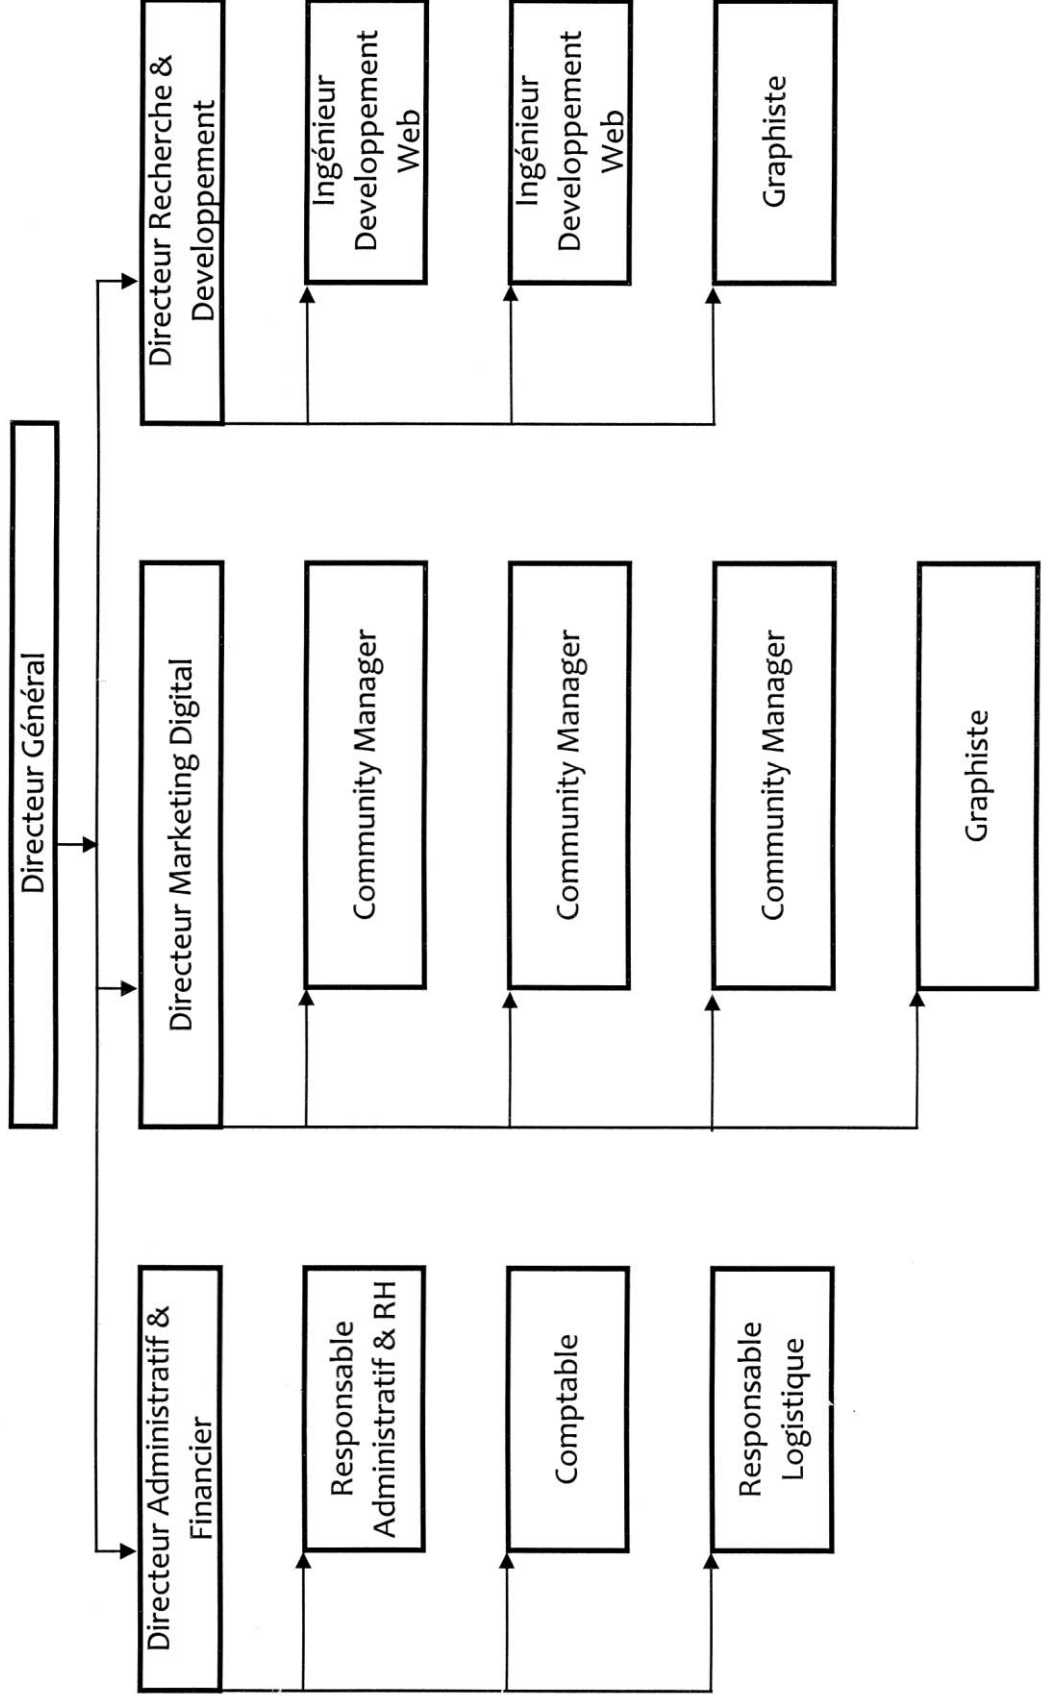 Directeur Général
Directeur Administratif &
Financier
Responsable
Administratif & RH
Comptable
Responsable
Logistique
Directeur Marketing Digital
Community Manager
Community Manager
Community Manager
Graphiste
Directeur Recherche &
Developpement
Ingénieur
Developpement
Web
Ingénieur
Developpement
Web
Graphiste